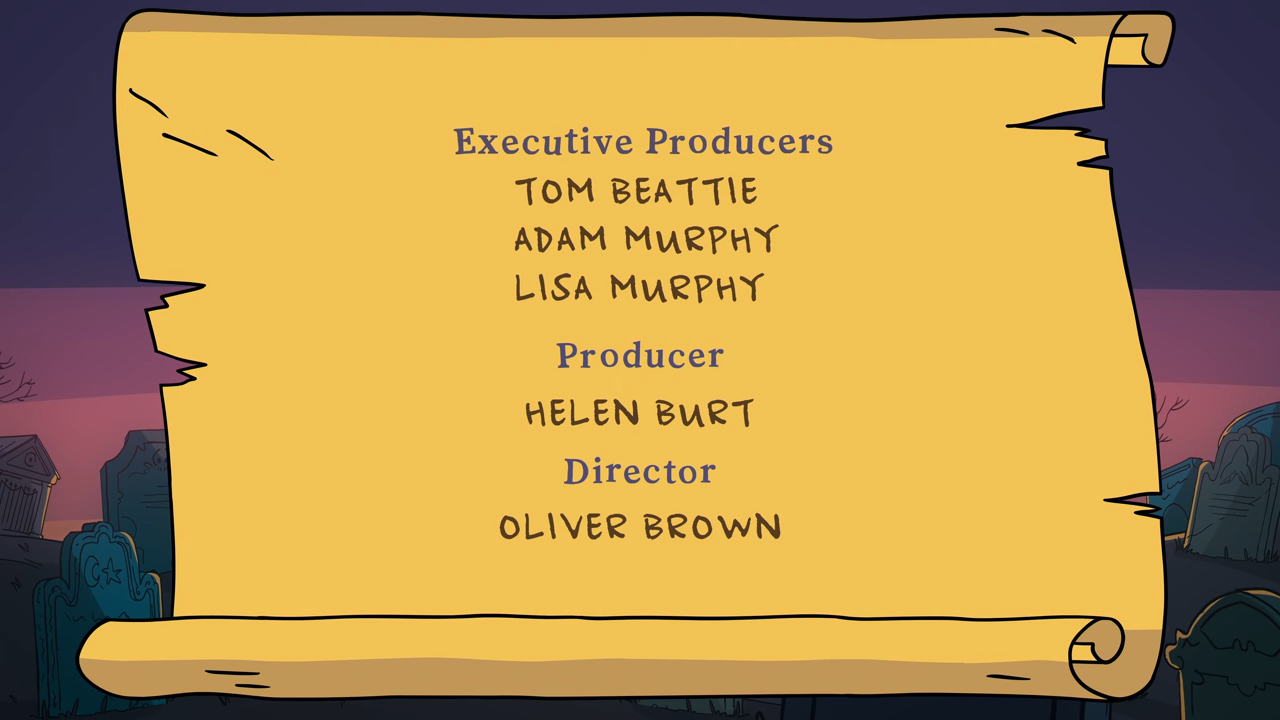 Executive Producers
TOM BEATTIE
ADAM MURPHY
LISA MURPHY
Producer
HELEN BURT
Director
OLIVER BROWN